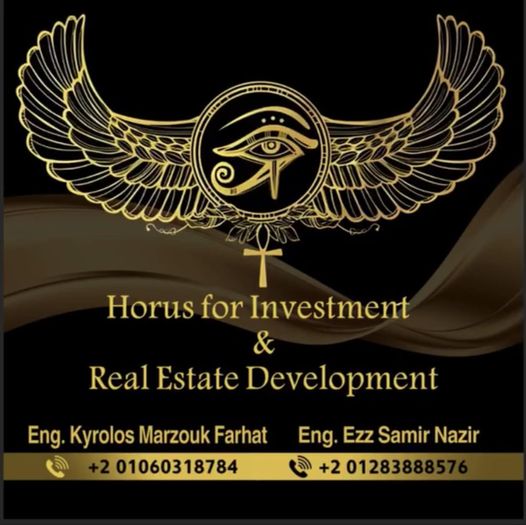 Horus for Investment
&
Real Estate Development
Eng. Kyrolos Marzouk Farhat Eng. Ezz Samir Nazir
+2 01060318784 +2 01283888576